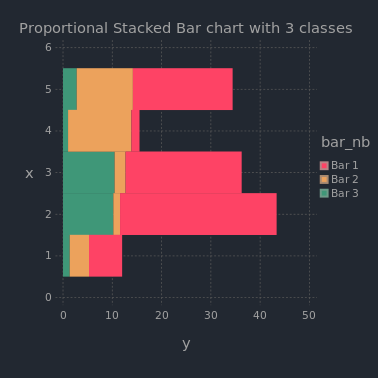 Proportional Stacked Bar chart with 3 classes
6
5
4
3
2
1
0
x
0 10 20 30 40 50
y
bar_nb
Bar 1
Bar 2
Bar 3